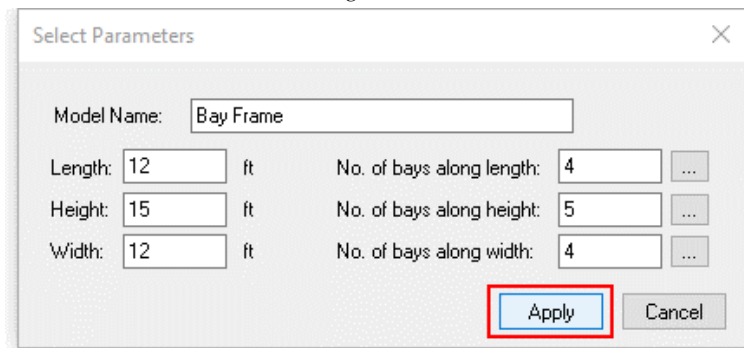 Select Parameters
Model Name: Bay Frame
Length: 12 ft No. of bays along length: 4 ...
Height: 15 ft No. of bays along height: 5 ...
Width: 12 ft No. of bays along width: 4 ...
Apply Cancel